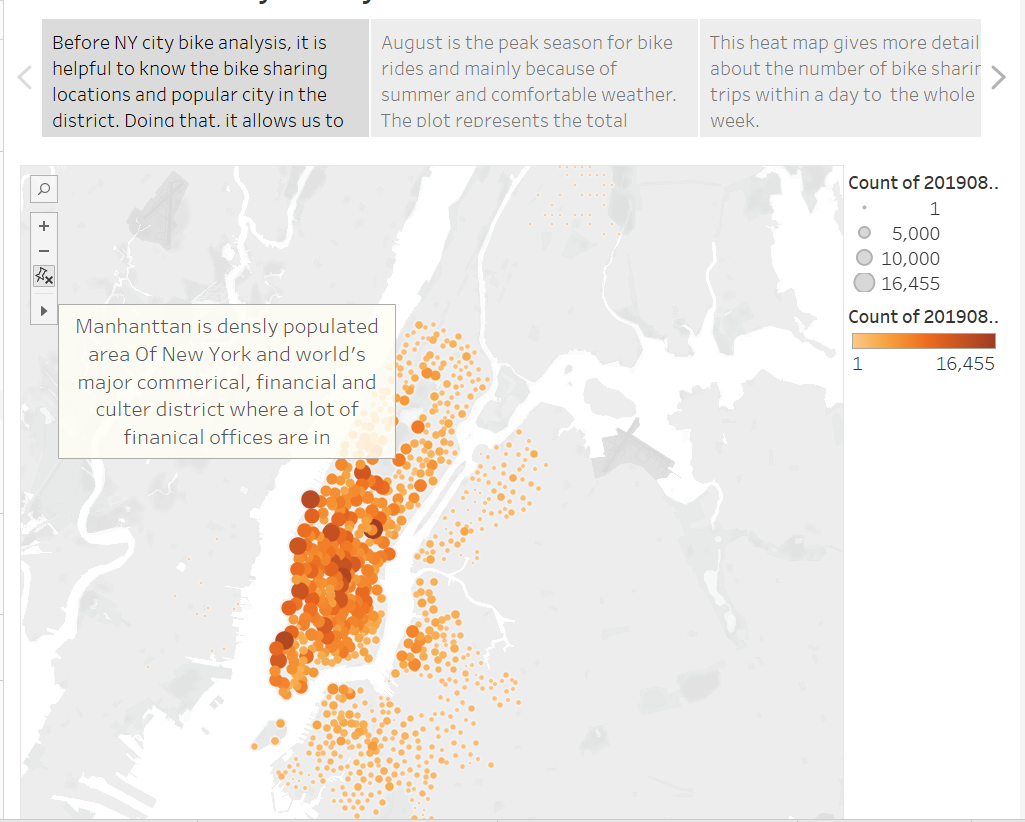 Before NY city bike analysis, it is
helpful to know the bike sharing
locations and popular city in the
district. Doing that, it allows us to
August is the peak season for bike
rides and mainly because of
summer and comfortable weather.
The plot represents the total
This heat map gives more detail
about the number of bike sharin
trips within a day to the whole
week.
Count of 201908..
1
5,000
10,000
16,455
Count of 201908..
1 16,455
Manhanttan is densly populated
area Of New York and world's
major commerical, financial and
culter district where a lot of
finanical offices are in